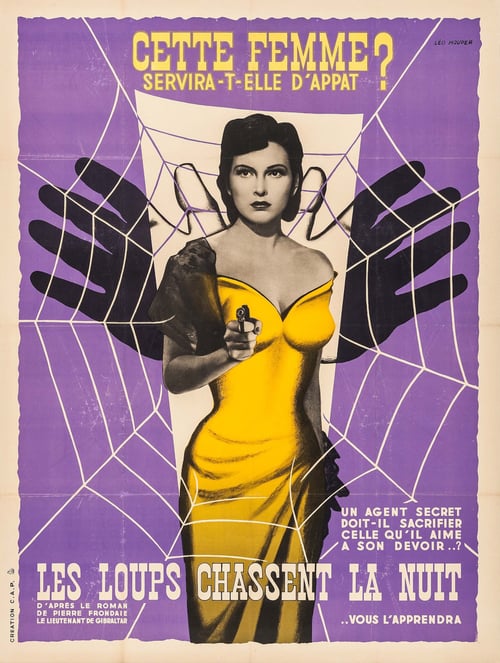 CETTE FEMME?
SERVIRA-T-ELLE D'APPAT
LEO KOUPER
UN AGENT SECRET
DOIT-IL SACRIFIER
CELLE QU'IL AIME
A SON DEVOIR..?
LES LOUPS CHASSENT LA NUIT
D'APRÈS LE ROMAN
DE PIERRE FRONDAIE
LE LIEUTENANT DE GIBRALTAR
..VOUS L'APPRENDRA
CRÉATION C.A.P.